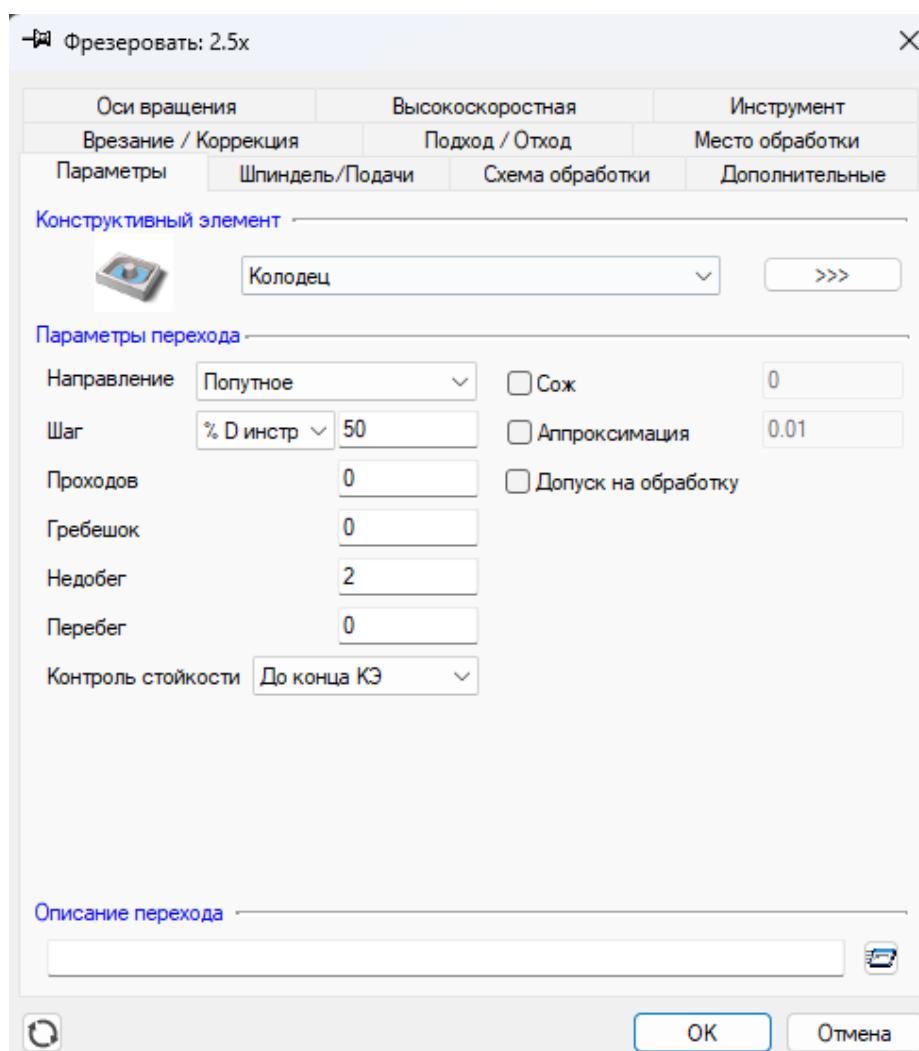 Фрезеровать: 2.5x
Оси вращения Высокоскоростная Инструмент
Врезание / Коррекция Подход / Отход Место обработки
Параметры Шпиндель/Подачи Схема обработки Дополнительные
Конструктивный элемент
Колодец >>>
Параметры перехода
Направление Попутное Сож 0
Шаг % D инстр 50 Аппроксимация 0.01
Проходов 0 Допуск на обработку
Гребешок 0
Недобег 2
Перебег 0
Контроль стойкости До конца КЭ
Описание перехода
OK Отмена